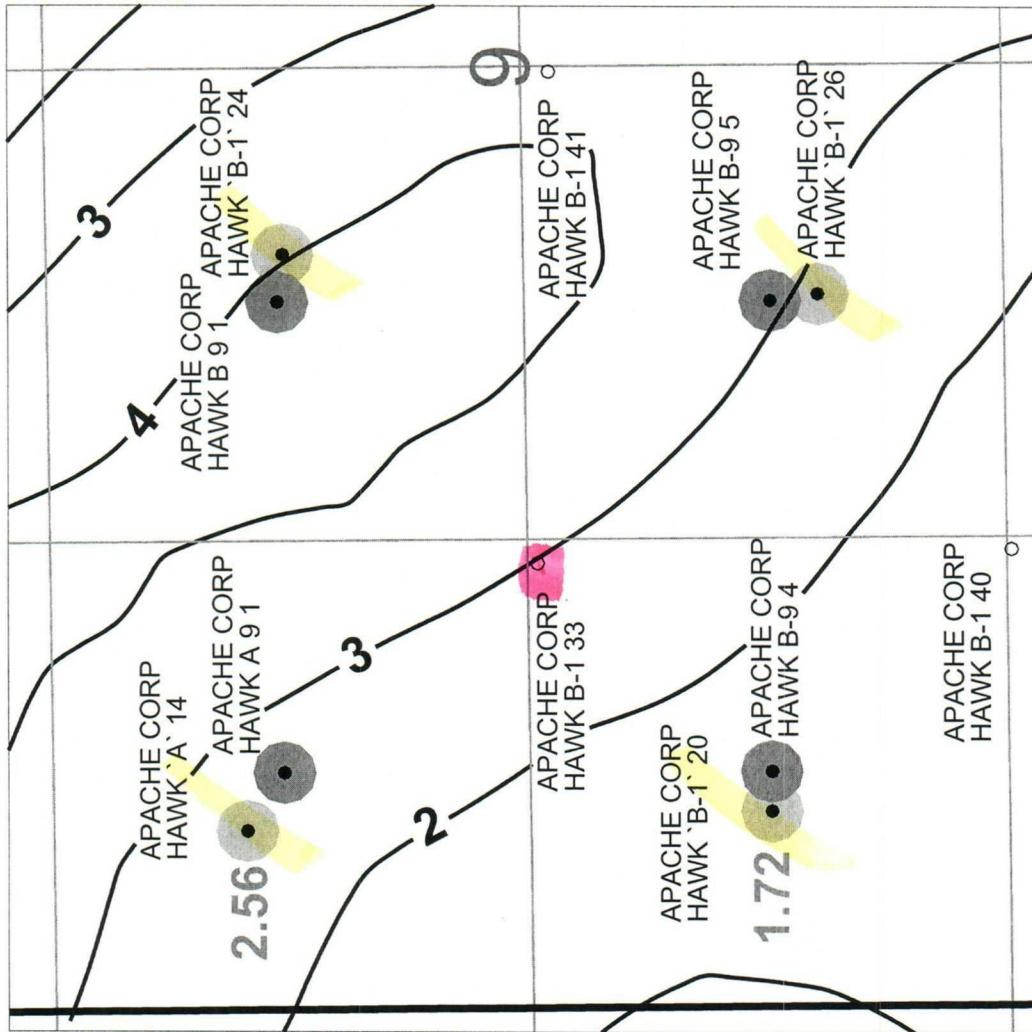 9
3
APACHE CORP
HAWK `B-1` 24
APACHE CORP
HAWK B 9 1
4
APACHE CORP
HAWK B-1 41
APACHE CORP
HAWK B-9 5
APACHE CORP
HAWK `B-1` 26
APACHE CORP
HAWK `A` 14
APACHE CORP
HAWK A 9 1
3
2.56
2
APACHE CORP
HAWK B-1 33
APACHE CORP
HAWK `B-1` 20
APACHE CORP
HAWK B-9 4
1.72
APACHE CORP
HAWK B-1 40